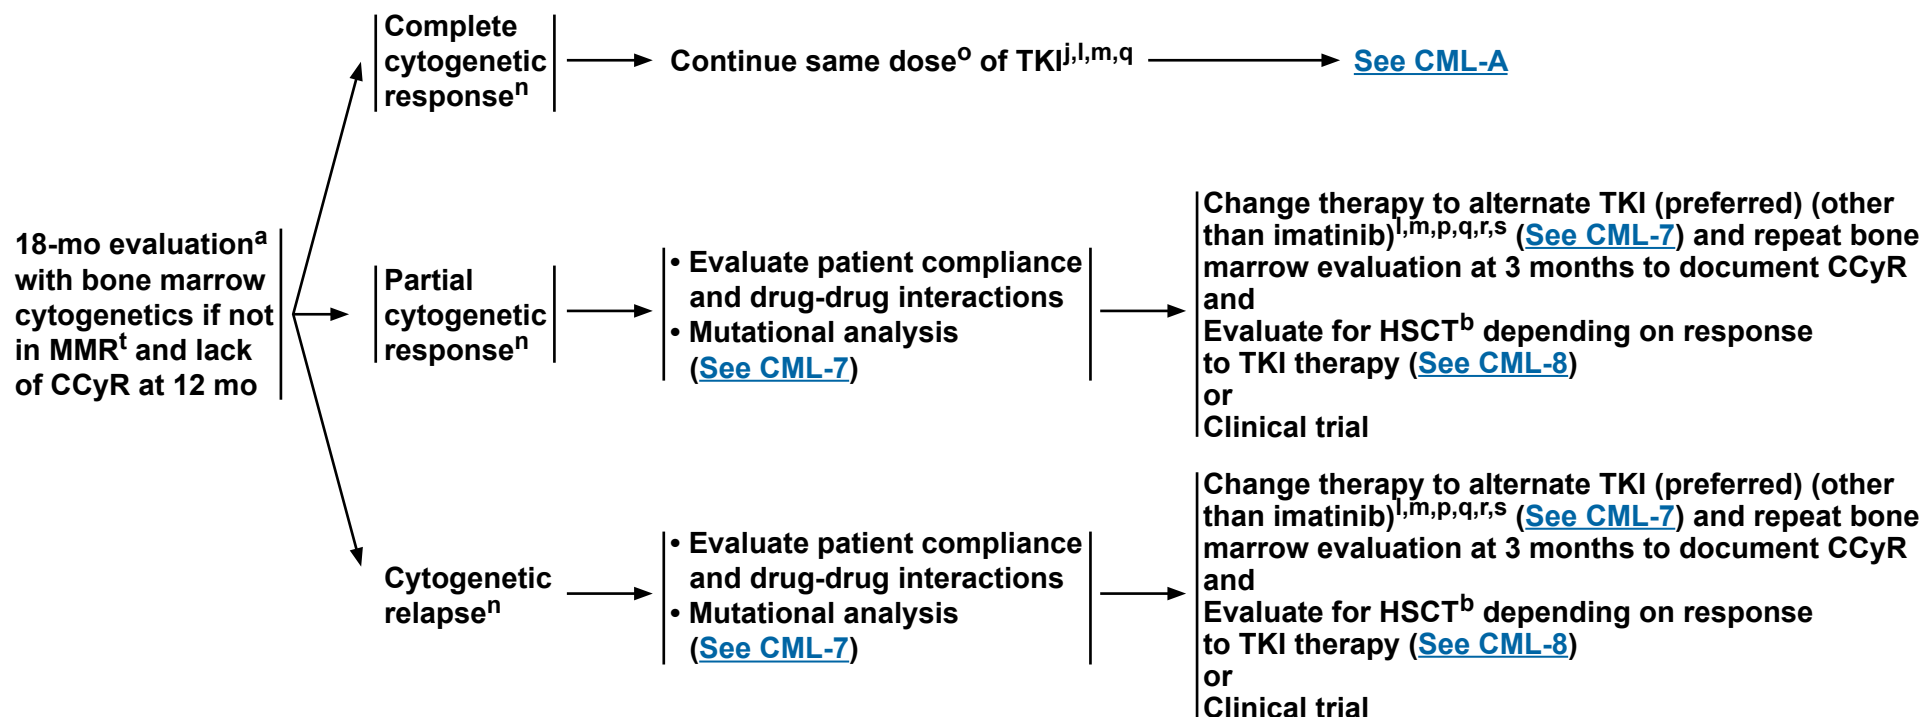 Complete
cytogenetic
responseⁿ
Continue same doseᵒ of TKIʲ,ˡ,ᵐ,q
See CML-A
18-mo evaluationᵃ
with bone marrow
cytogenetics if not
in MMRᵗ and lack
of CCyR at 12 mo
Partial
cytogenetic
responseⁿ
• Evaluate patient compliance
and drug-drug interactions
• Mutational analysis
(See CML-7)
Change therapy to alternate TKI (preferred) (other
than imatinib)l,m,p,q,r,s (See CML-7) and repeat bone
marrow evaluation at 3 months to document CCyR
and
Evaluate for HSCTᵇ depending on response
to TKI therapy (See CML-8)
or
Clinical trial
Cytogenetic
relapseⁿ
• Evaluate patient compliance
and drug-drug interactions
• Mutational analysis
(See CML-7)
Change therapy to alternate TKI (preferred) (other
than imatinib)l,m,p,q,r,s (See CML-7) and repeat bone
marrow evaluation at 3 months to document CCyR
and
Evaluate for HSCTᵇ depending on response
to TKI therapy (See CML-8)
or
Clinical trial